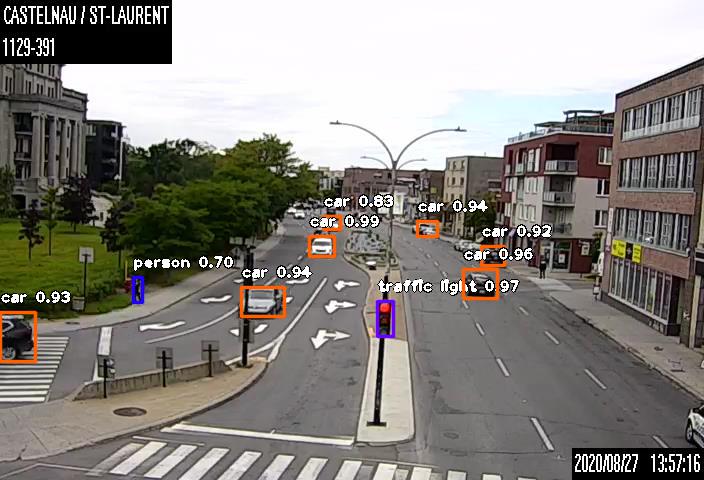 CASTELNAU / ST-LAURENT
1129-391
car 0.83
car 0.94
car 0.99
car 0.92
car 0.96
person 0.70
car 0.94
traffic light 0.97
car 0.93
2020/08/27 13:57:16